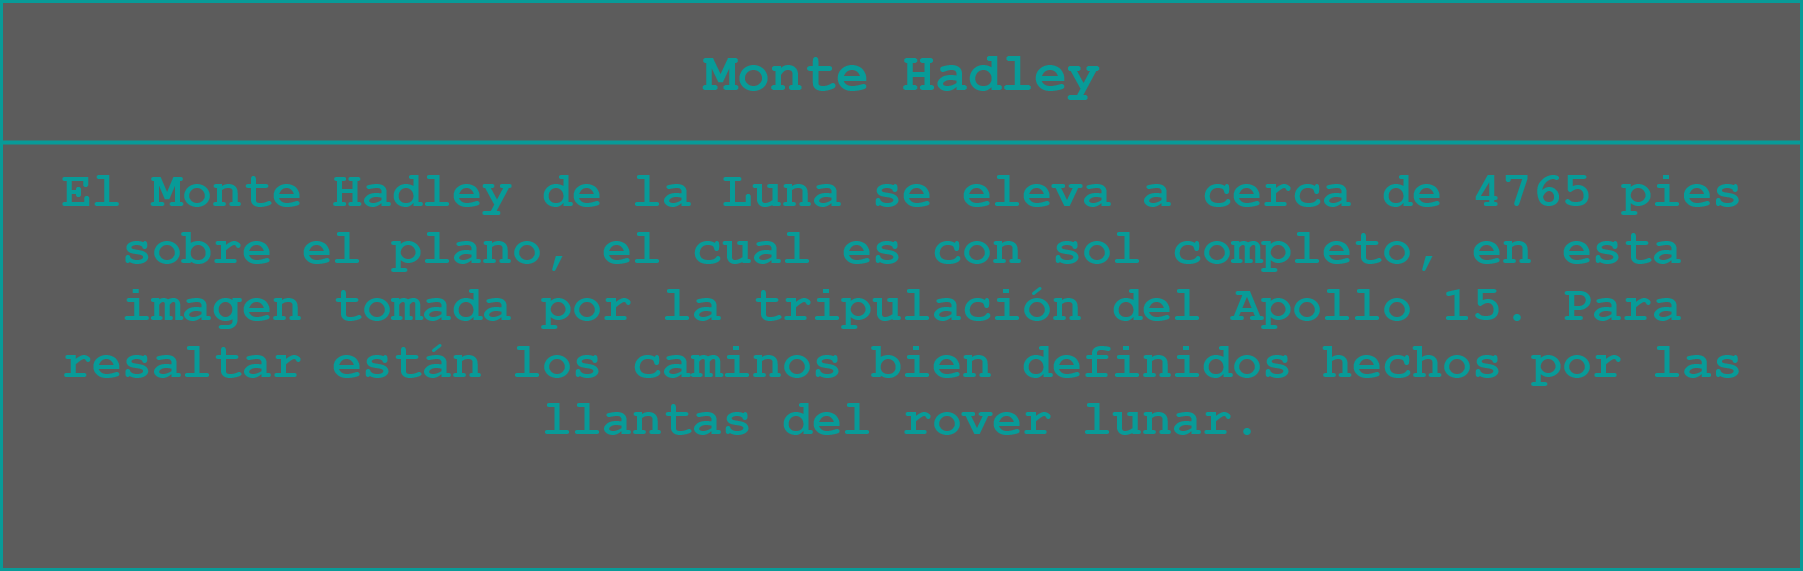 Monte Hadley
El Monte Hadley de la Luna se eleva a cerca de 4765 pies
sobre el plano, el cual es con sol completo, en esta
imagen tomada por la tripulación del Apollo 15. Para
resaltar están los caminos bien definidos hechos por las
llantas del rover lunar.